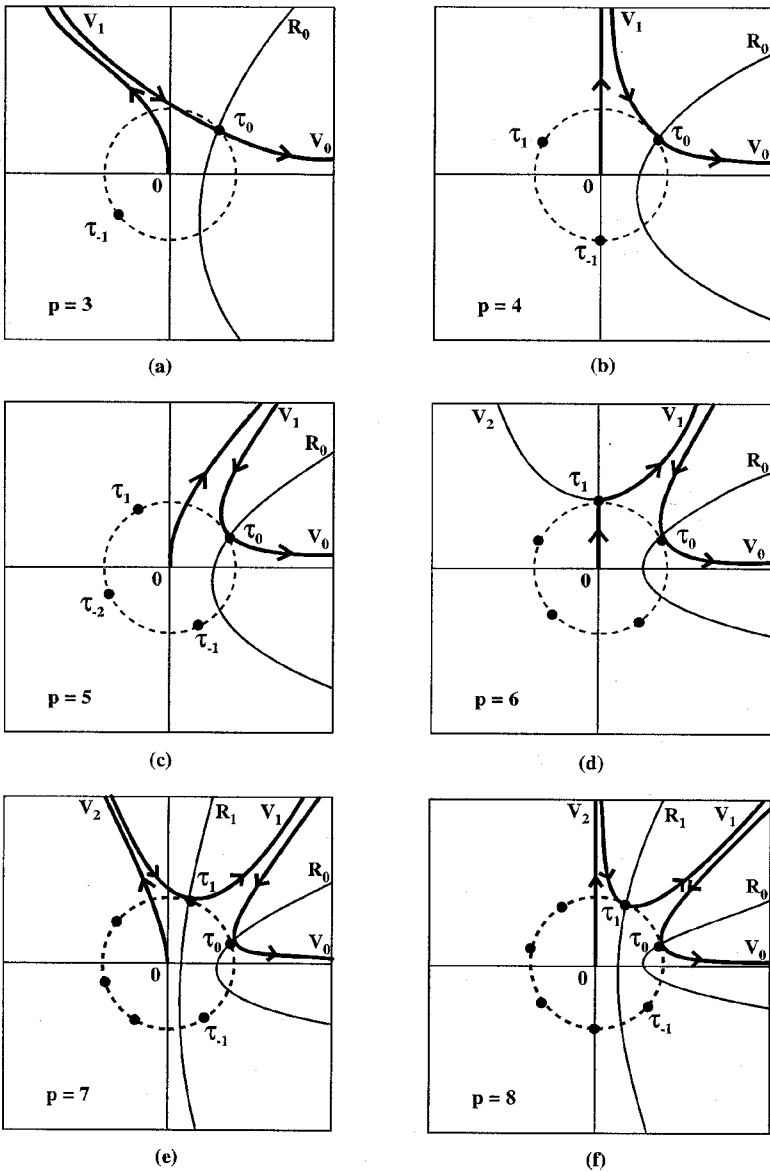 V₁
R₀
τ₀
V₀
0
τ₋₁
p = 3
(a)
V₁
R₀
τ₁
τ₀
V₀
0
τ₋₁
p = 4
(b)
V₁
R₀
τ₁
τ₀
V₀
0
τ₋₂
τ₋₁
p = 5
(c)
V₂
V₁
R₀
τ₁
τ₀
V₀
0
p = 6
(d)
V₂
R₁
V₁
R₀
τ₁
τ₀
V₀
0
τ₋₁
p = 7
(e)
V₂
R₁
V₁
R₀
τ₁
τ₀
V₀
0
τ₋₁
p = 8
(f)